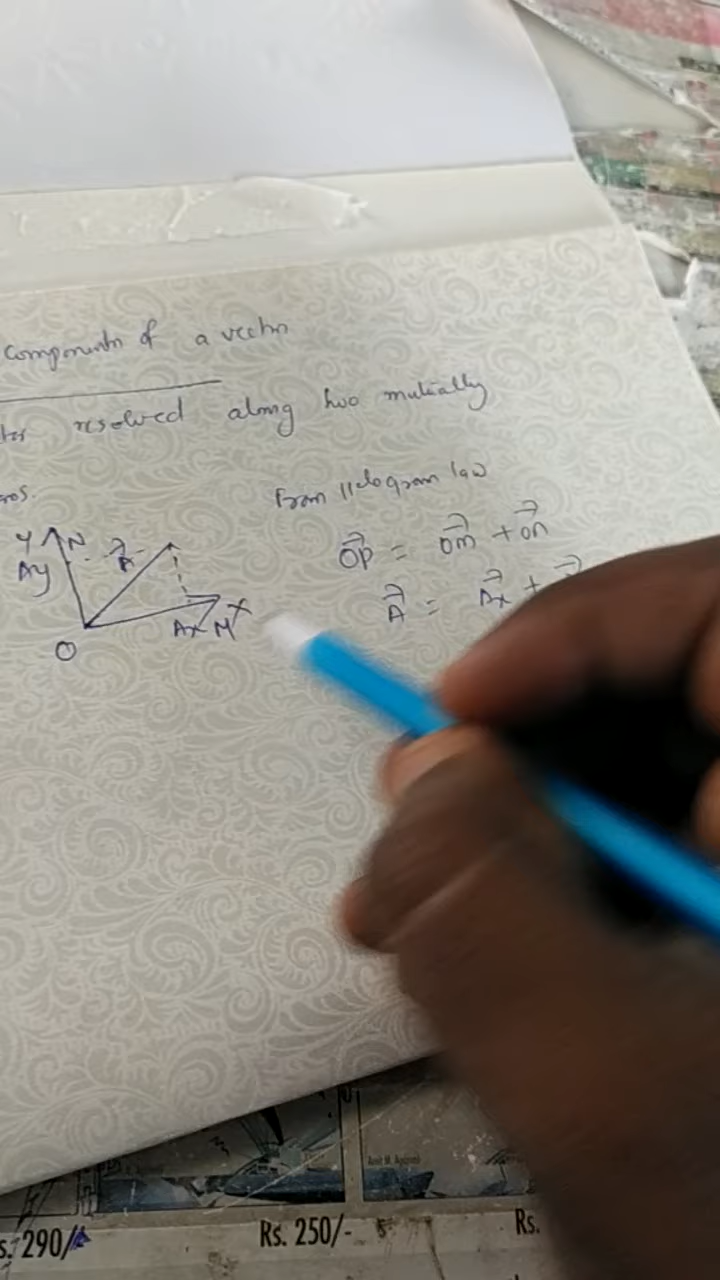 Components of a vector
resolved along two mutually
From ||elogram law
Y N A
Ay
OP = OM + ON
A = Ax +
X
Ax M
O
Rs. 290/-
Rs. 250/-
Rs.